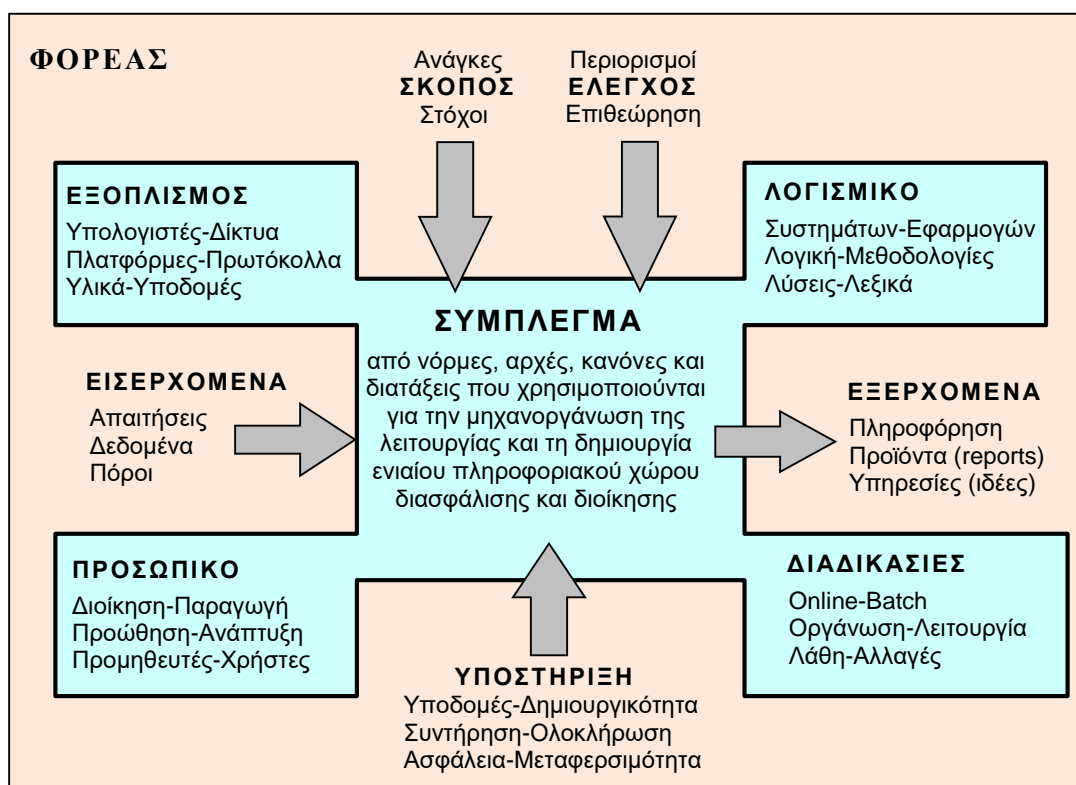 ΦΟΡΕΑΣ
Ανάγκες
ΣΚΟΠΟΣ
Στόχοι
Περιορισμοί
ΕΛΕΓΧΟΣ
Επιθεώρηση
ΕΞΟΠΛΙΣΜΟΣ
Υπολογιστές-Δίκτυα
Πλατφόρμες-Πρωτόκολλα
Υλικά-Υποδομές
ΛΟΓΙΣΜΙΚΟ
Συστημάτων-Εφαρμογών
Λογική-Μεθοδολογίες
Λύσεις-Λεξικά
ΣΥΜΠΛΕΓΜΑ
από νόρμες, αρχές, κανόνες και
διατάξεις που χρησιμοποιούνται
για την μηχανοργάνωση της
λειτουργίας και τη δημιουργία
ενιαίου πληροφοριακού χώρου
διασφάλισης και διοίκησης
ΕΙΣΕΡΧΟΜΕΝΑ
Απαιτήσεις
Δεδομένα
Πόροι
ΕΞΕΡΧΟΜΕΝΑ
Πληροφόρηση
Προϊόντα (reports)
Υπηρεσίες (ιδέες)
ΠΡΟΣΩΠΙΚΟ
Διοίκηση-Παραγωγή
Προώθηση-Ανάπτυξη
Προμηθευτές-Χρήστες
ΔΙΑΔΙΚΑΣΙΕΣ
Online-Batch
Οργάνωση-Λειτουργία
Λάθη-Αλλαγές
ΥΠΟΣΤΗΡΙΞΗ
Υποδομές-Δημιουργικότητα
Συντήρηση-Ολοκλήρωση
Ασφάλεια-Μεταφερσιμότητα